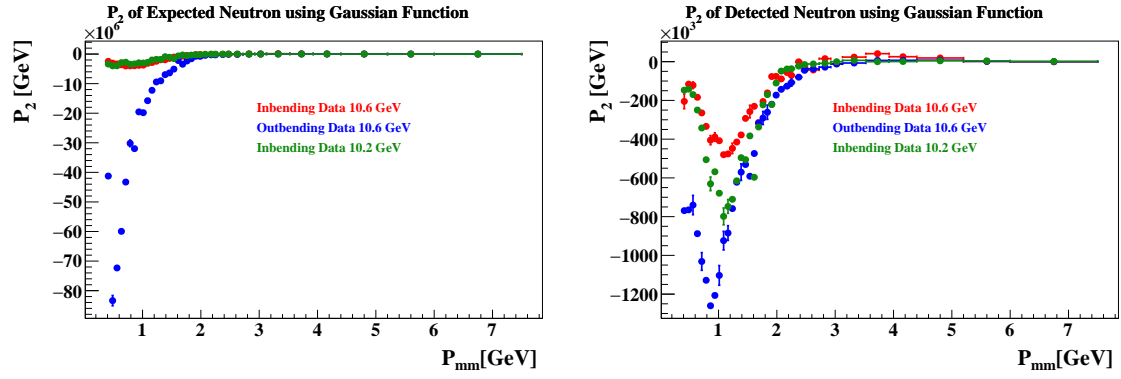 P2 of Expected Neutron using Gaussian Function
×10^6
P2 [GeV]
0
−10
−20
−30
−40
−50
−60
−70
−80
Inbending Data 10.6 GeV
Outbending Data 10.6 GeV
Inbending Data 10.2 GeV
1 2 3 4 5 6 7
Pmm[GeV]
P2 of Detected Neutron using Gaussian Function
×10^3
P2 [GeV]
0
−200
−400
−600
−800
−1000
−1200
Inbending Data 10.6 GeV
Outbending Data 10.6 GeV
Inbending Data 10.2 GeV
1 2 3 4 5 6 7
Pmm[GeV]